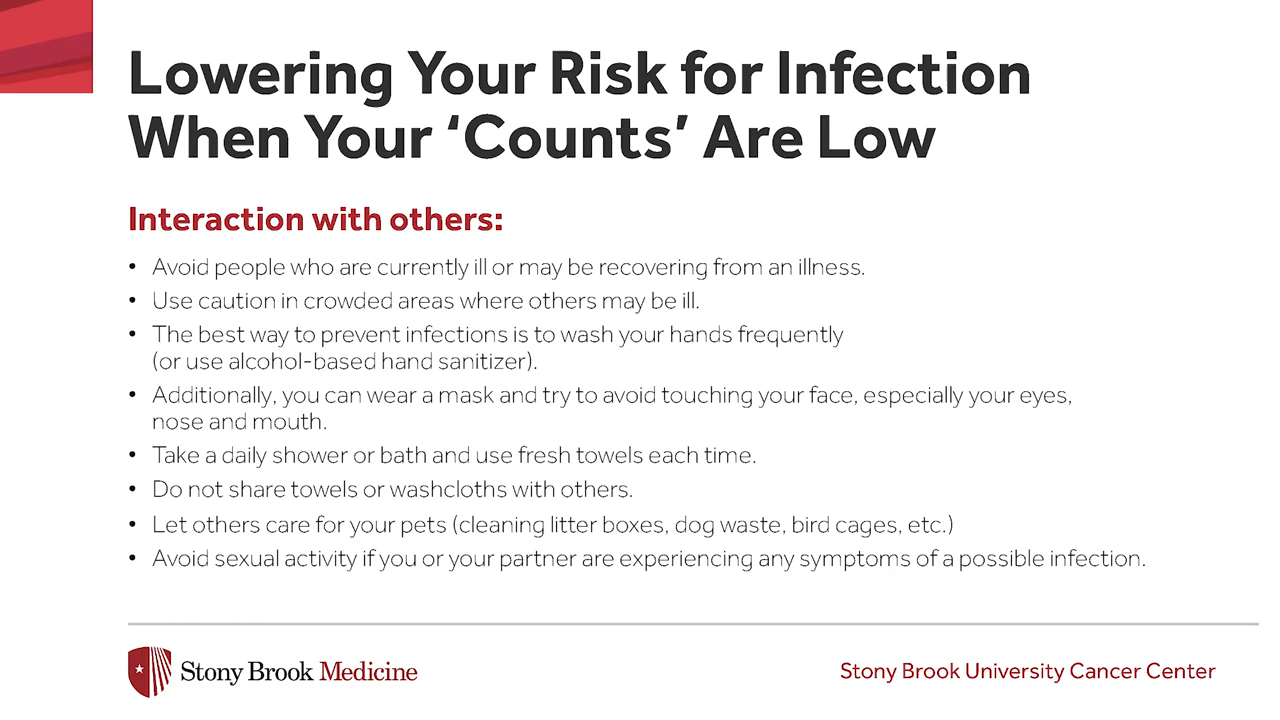 Lowering Your Risk for Infection
When Your ‘Counts’ Are Low
Interaction with others:
• Avoid people who are currently ill or may be recovering from an illness.
• Use caution in crowded areas where others may be ill.
• The best way to prevent infections is to wash your hands frequently
(or use alcohol-based hand sanitizer).
• Additionally, you can wear a mask and try to avoid touching your face, especially your eyes,
nose and mouth.
• Take a daily shower or bath and use fresh towels each time.
• Do not share towels or washcloths with others.
• Let others care for your pets (cleaning litter boxes, dog waste, bird cages, etc.)
• Avoid sexual activity if you or your partner are experiencing any symptoms of a possible infection.
Stony Brook Medicine
Stony Brook University Cancer Center